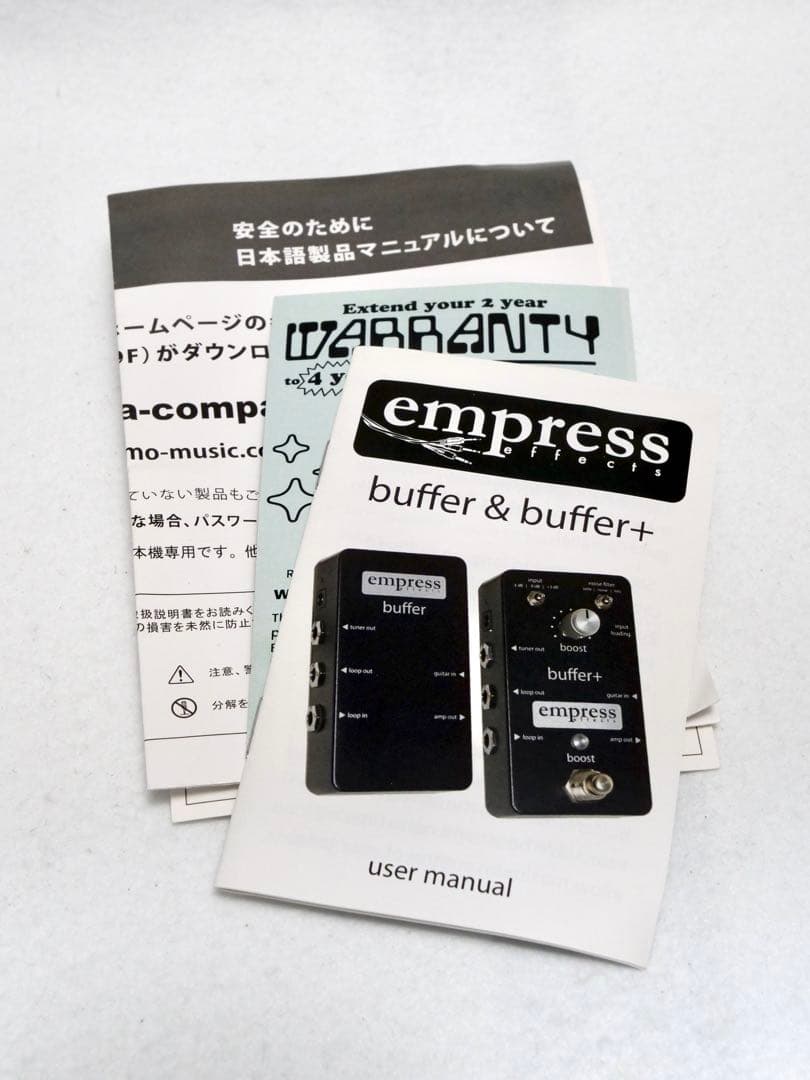 安全のために
日本語製品マニュアルについて
ームページの
F）がダウンロ
a-compa
mo-music.co
ていない製品もご
な場合、パスワー
本機専用です。他
取扱説明書をお読みく
の損害を未然に防止
注意、警
分解を
Extend your 2 year
WARRANTY
to 4 y
empress
effects
buffer & buffer+
empress
effects
buffer
tuner out
loop out
guitar in
loop in
amp out
input
noise filter
input
loading
boost
tuner out
buffer+
loop out
guitar in
empress
effects
loop in
amp out
boost
user manual